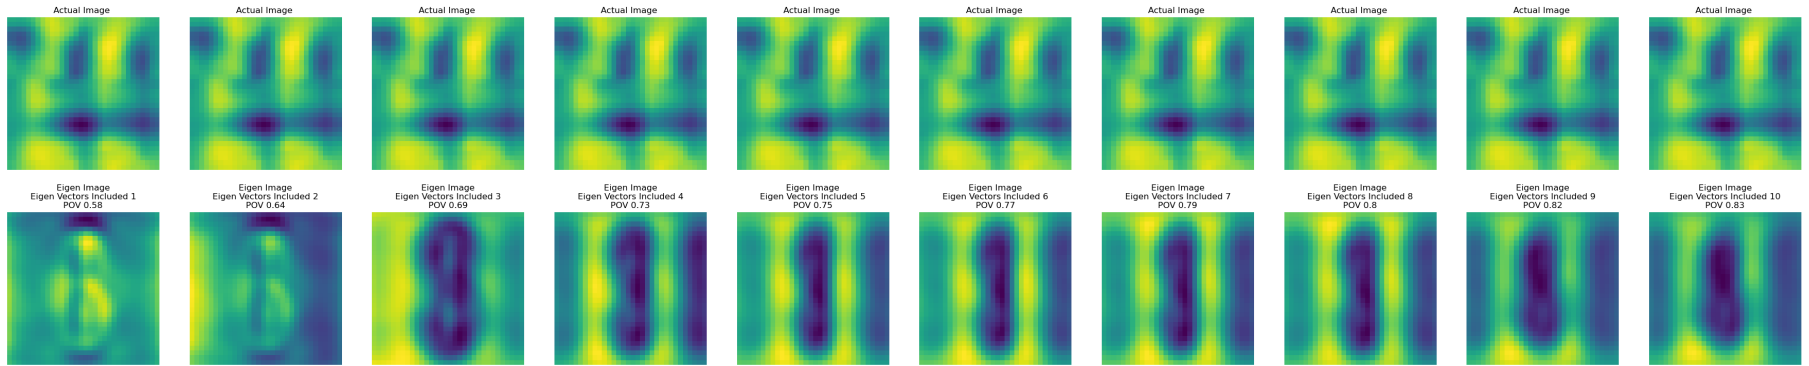 Actual Image
Actual Image
Actual Image
Actual Image
Actual Image
Actual Image
Actual Image
Actual Image
Actual Image
Actual Image
Eigen Image
Eigen Vectors Included 1
POV 0.58
Eigen Image
Eigen Vectors Included 2
POV 0.64
Eigen Image
Eigen Vectors Included 3
POV 0.69
Eigen Image
Eigen Vectors Included 4
POV 0.73
Eigen Image
Eigen Vectors Included 5
POV 0.75
Eigen Image
Eigen Vectors Included 6
POV 0.77
Eigen Image
Eigen Vectors Included 7
POV 0.79
Eigen Image
Eigen Vectors Included 8
POV 0.8
Eigen Image
Eigen Vectors Included 9
POV 0.82
Eigen Image
Eigen Vectors Included 10
POV 0.83